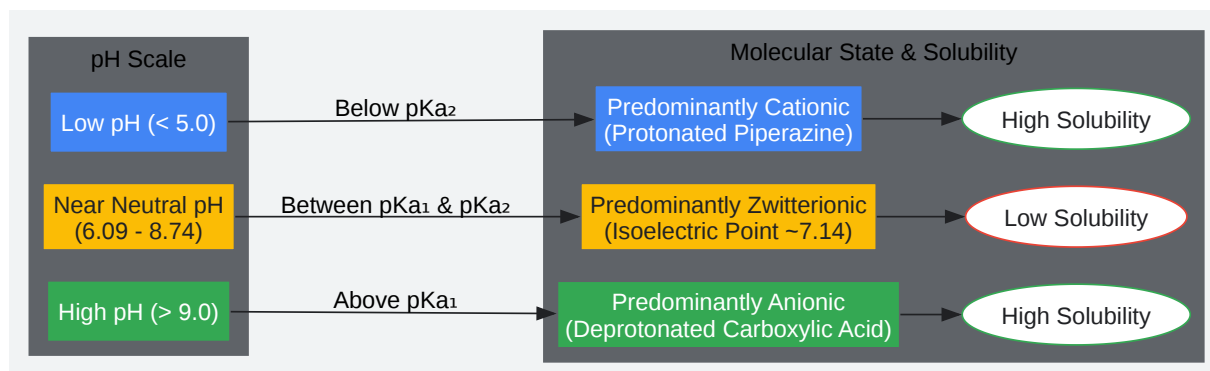 pH Scale
Molecular State & Solubility
Low pH (< 5.0)
Below pKa₂
Predominantly Cationic
(Protonated Piperazine)
High Solubility
Near Neutral pH
(6.09 - 8.74)
Between pKa₁ & pKa₂
Predominantly Zwitterionic
(Isoelectric Point ~7.14)
Low Solubility
High pH (> 9.0)
Above pKa₁
Predominantly Anionic
(Deprotonated Carboxylic Acid)
High Solubility